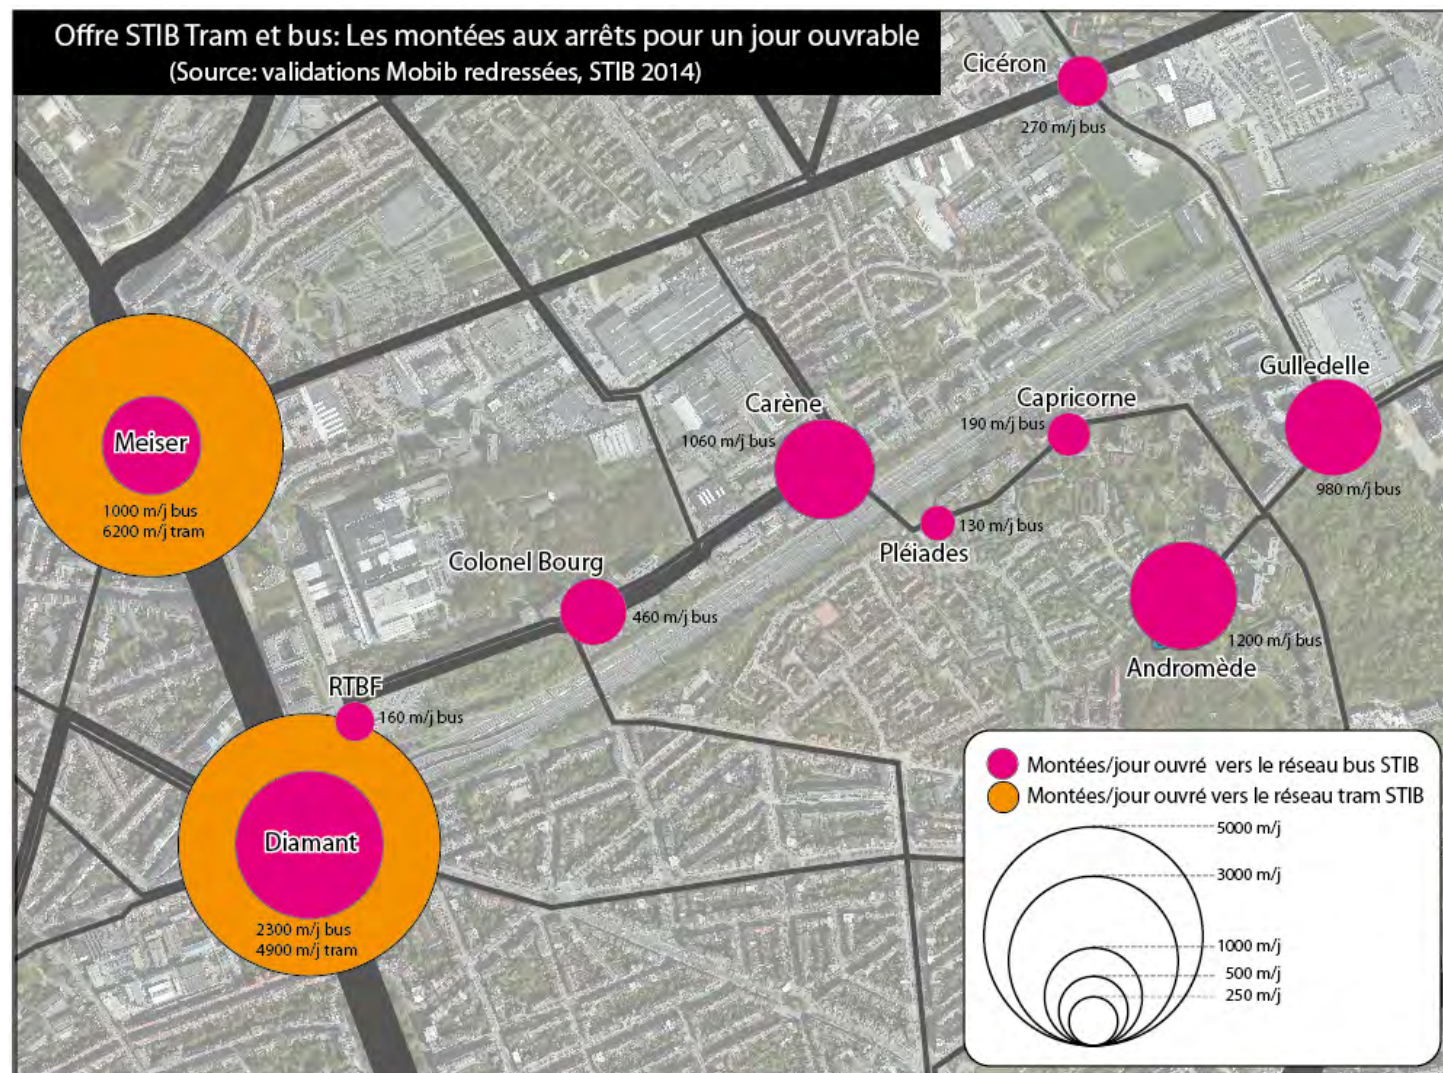 Offre STIB Tram et bus: Les montées aux arrêts pour un jour ouvrable
(Source: validations Mobib redressées, STIB 2014)
Cicéron
270 m/j bus
Gulledelle
980 m/j bus
Capricorne
190 m/j bus
Carène
1060 m/j bus
Meiser
1000 m/j bus
6200 m/j tram
130 m/j bus
Pléiades
Colonel Bourg
460 m/j bus
1200 m/j bus
Andromède
RTBF
160 m/j bus
Diamant
2300 m/j bus
4900 m/j tram
Montées/jour ouvré  vers le réseau bus STIB
Montées/jour ouvré vers le réseau tram STIB
5000 m/j
3000 m/j
1000 m/j
500 m/j
250 m/j